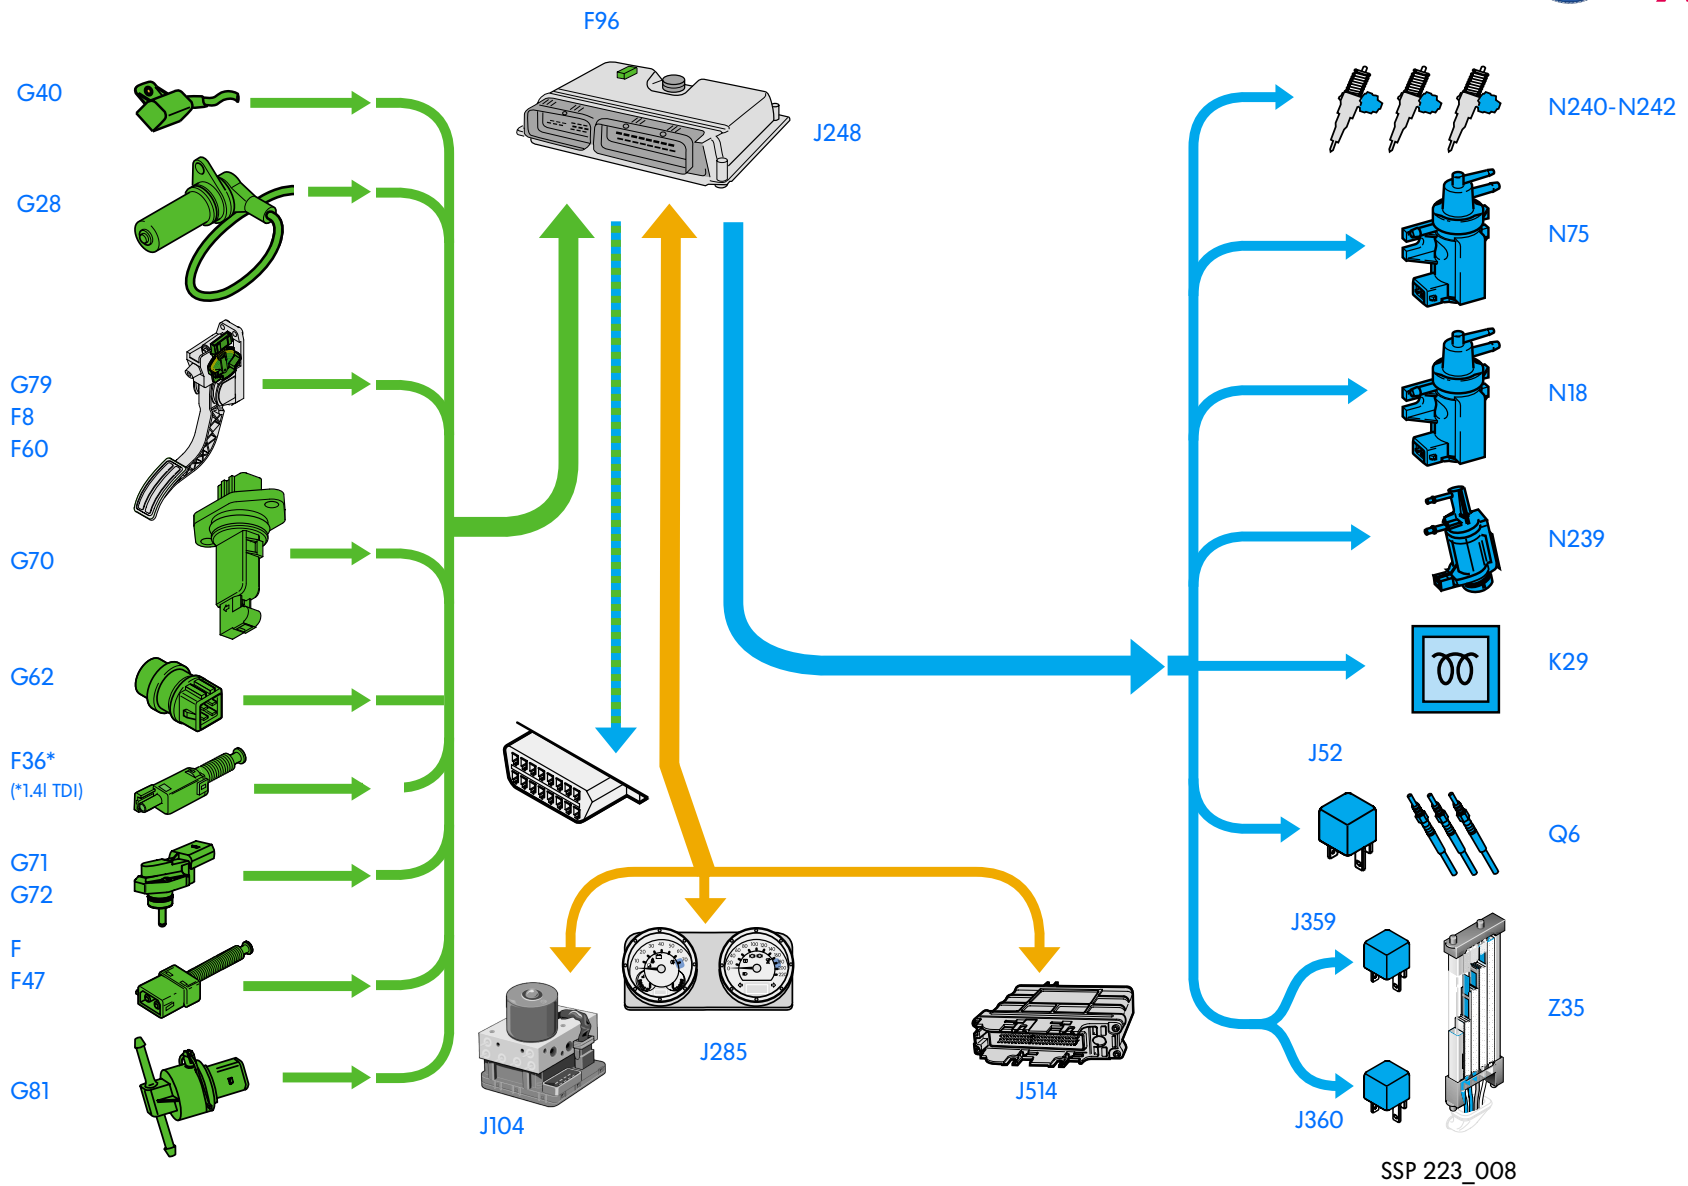 F96
G40
J248
N240-N242
G28
N75
G79
F8
F60
N18
G70
N239
G62
K29
F36*
(*1.4l TDI)
J52
G71
G72
Q6
F
F47
J359
Z35
G81
J285
J104
J514
J360
SSP 223_008